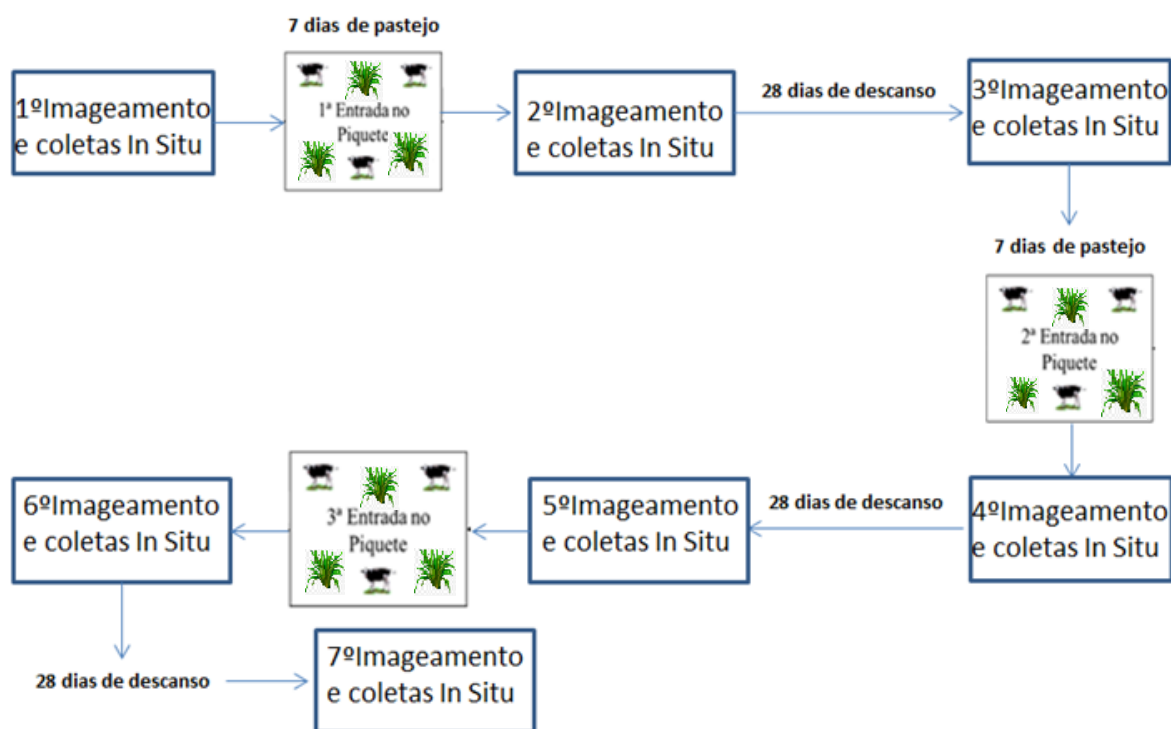 7 dias de pastejo
1ºImageamento
e coletas In Situ
1ª Entrada no
Piquete
2ºImageamento
e coletas In Situ
28 dias de descanso
3ºImageamento
e coletas In Situ
7 dias de pastejo
2ª Entrada no
Piquete
4ºImageamento
e coletas In Situ
28 dias de descanso
5ºImageamento
e coletas In Situ
3ª Entrada no
Piquete
6ºImageamento
e coletas In Situ
28 dias de descanso
7ºImageamento
e coletas In Situ